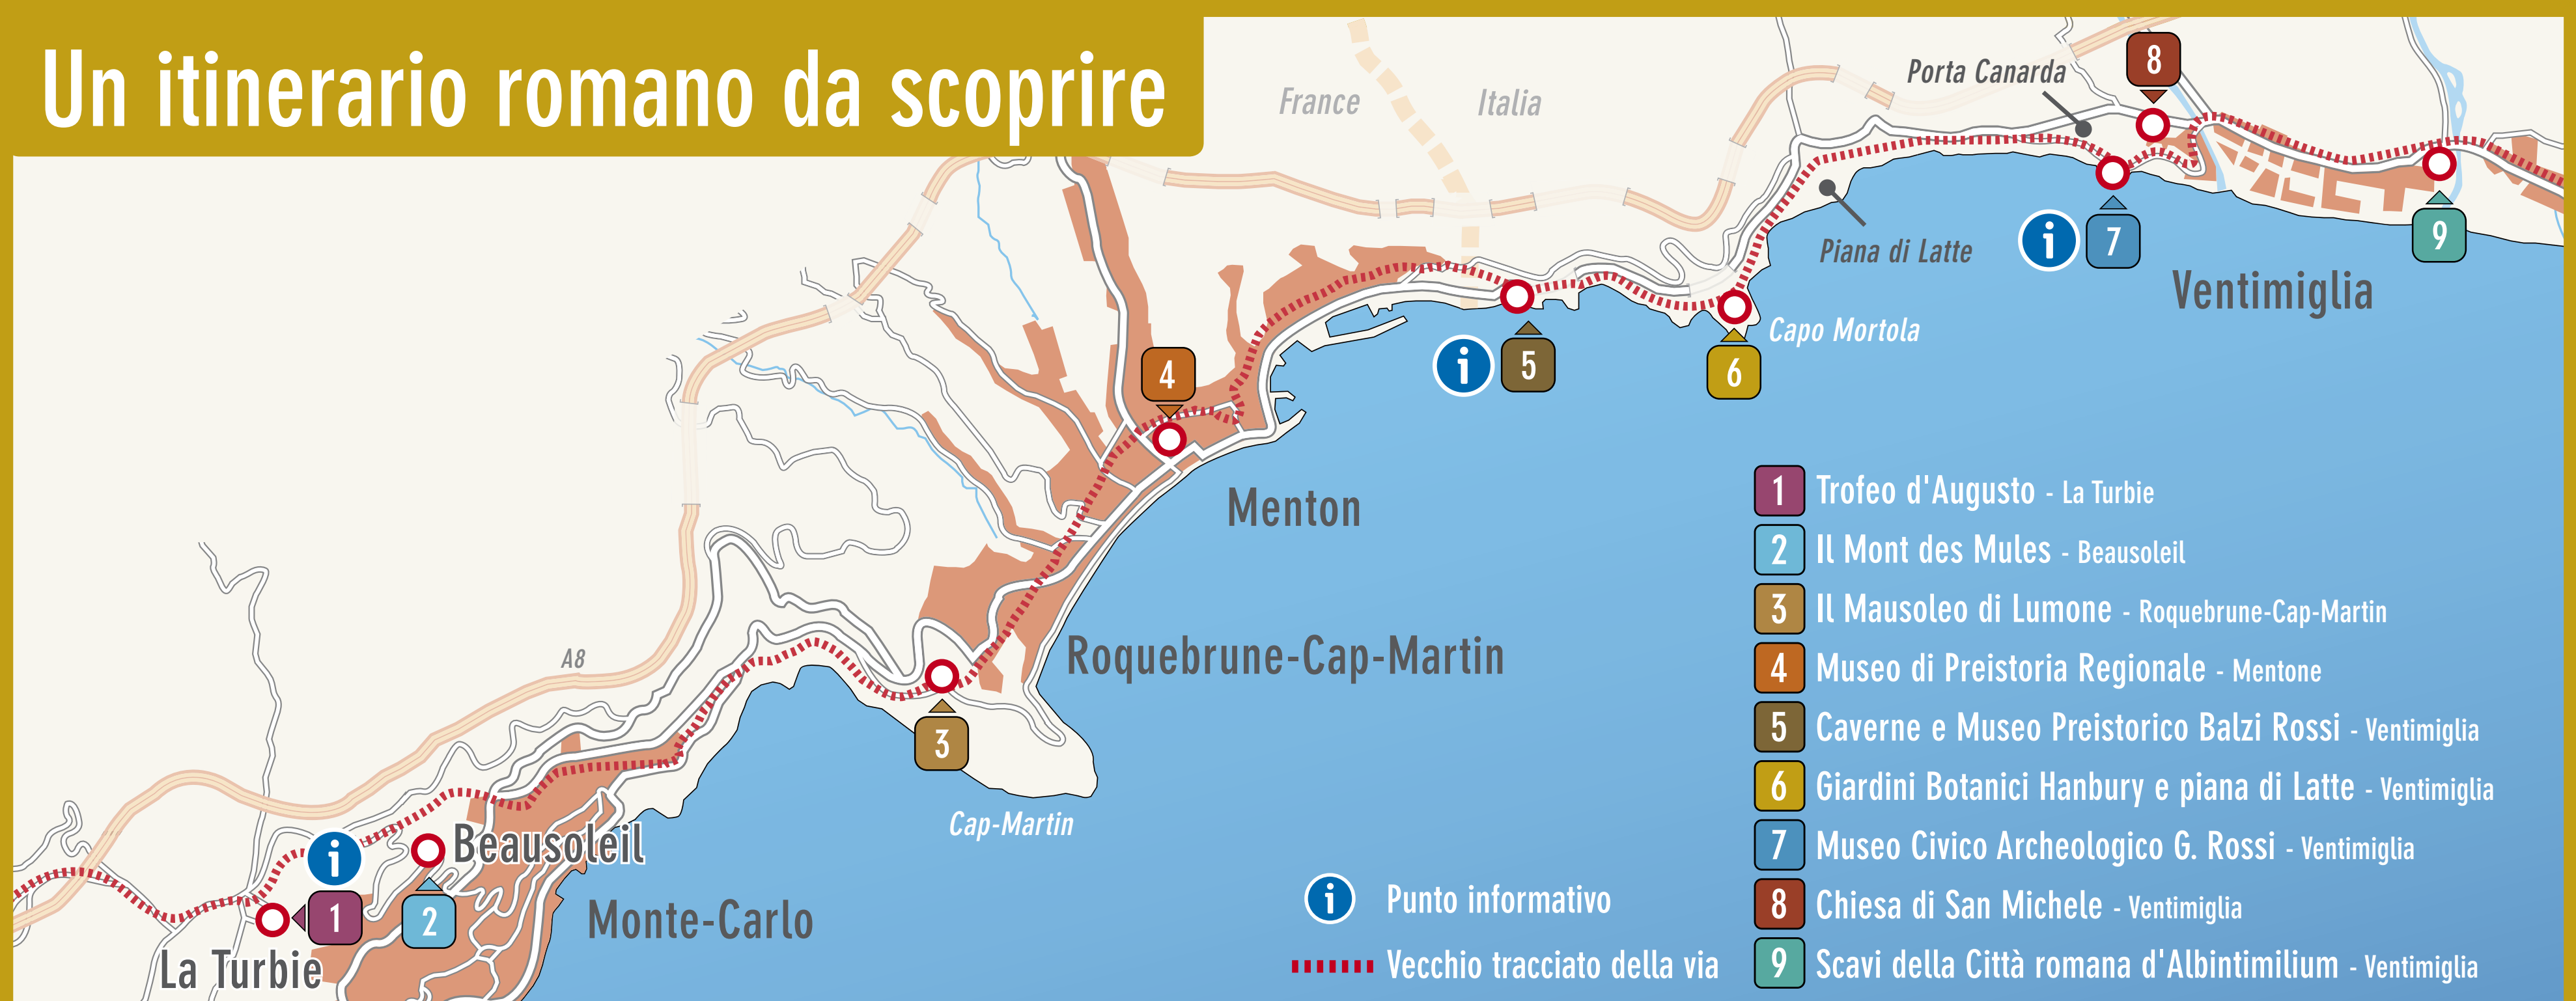 Un itinerario romano da scoprire
France
Italia
Porta Canarda
8
Piana di Latte
i
7
9
Ventimiglia
Capo Mortola
i
5
6
4
Menton
Roquebrune-Cap-Martin
A8
3
Cap-Martin
i
Beausoleil
1
2
Monte-Carlo
La Turbie
1 Trofeo d'Augusto - La Turbie
2 Il Mont des Mules - Beausoleil
3 Il Mausoleo di Lumone - Roquebrune-Cap-Martin
4 Museo di Preistoria Regionale - Mentone
5 Caverne e Museo Preistorico Balzi Rossi - Ventimiglia
6 Giardini Botanici Hanbury e piana di Latte - Ventimiglia
7 Museo Civico Archeologico G. Rossi - Ventimiglia
8 Chiesa di San Michele - Ventimiglia
9 Scavi della Città romana d'Albintimilium - Ventimiglia
i Punto informativo
Vecchio tracciato della via